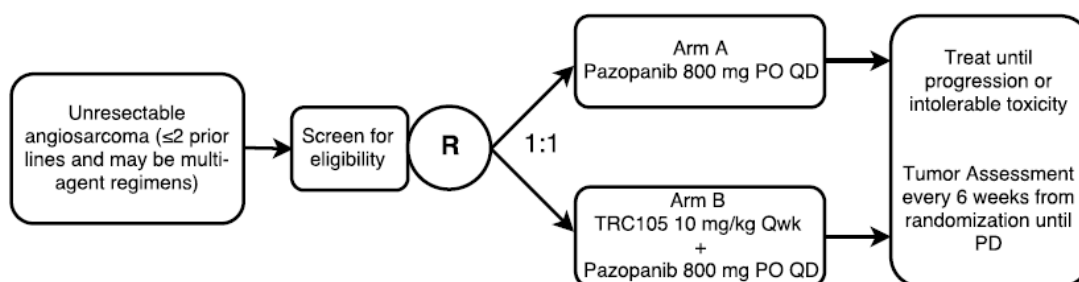 Unresectable
angiosarcoma (≤2 prior
lines and may be multi-
agent regimens)
Screen for
eligibility
R
1:1
Arm A
Pazopanib 800 mg PO QD
Arm B
TRC105 10 mg/kg Qwk
+
Pazopanib 800 mg PO QD
Treat until
progression or
intolerable toxicity
Tumor Assessment
every 6 weeks from
randomization until
PD